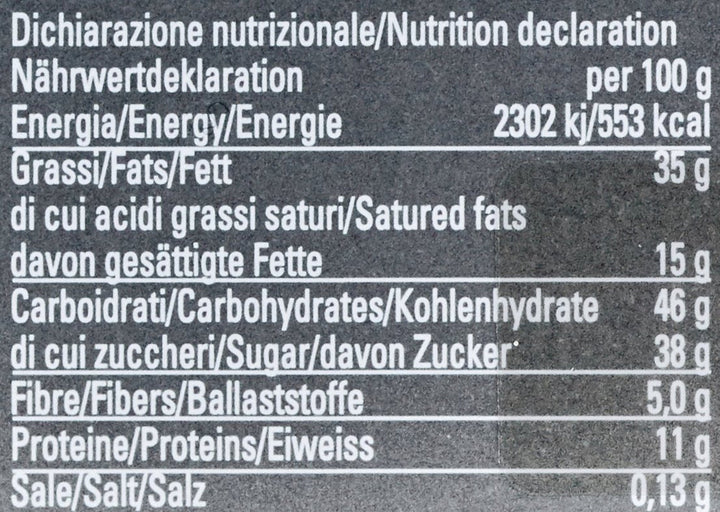 Dichiarazione nutrizionale/Nutrition declaration
Nährwertdeklaration per 100 g
Energia/Energy/Energie 2302 kj/553 kcal
Grassi/Fats/Fett 35 g
di cui acidi grassi saturi/Satured fats
davon gesättigte Fette 15 g
Carboidrati/Carbohydrates/Kohlenhydrate 46 g
di cui zuccheri/Sugar/davon Zucker 38 g
Fibre/Fibers/Ballaststoffe 5,0 g
Proteine/Proteins/Eiweiss 11 g
Sale/Salt/Salz 0,13 g